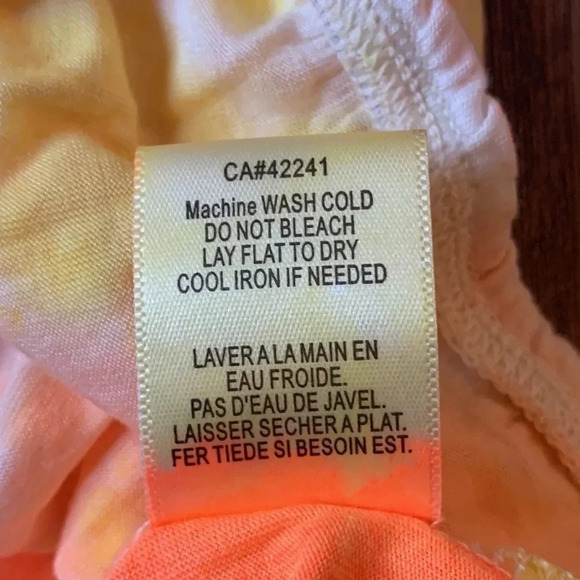 CA#42241
Machine WASH COLD
DO NOT BLEACH
LAY FLAT TO DRY
COOL IRON IF NEEDED
LAVER A LA MAIN EN
EAU FROIDE.
PAS D'EAU DE JAVEL.
LAISSER SECHER A PLAT.
FER TIEDE SI BESOIN EST.